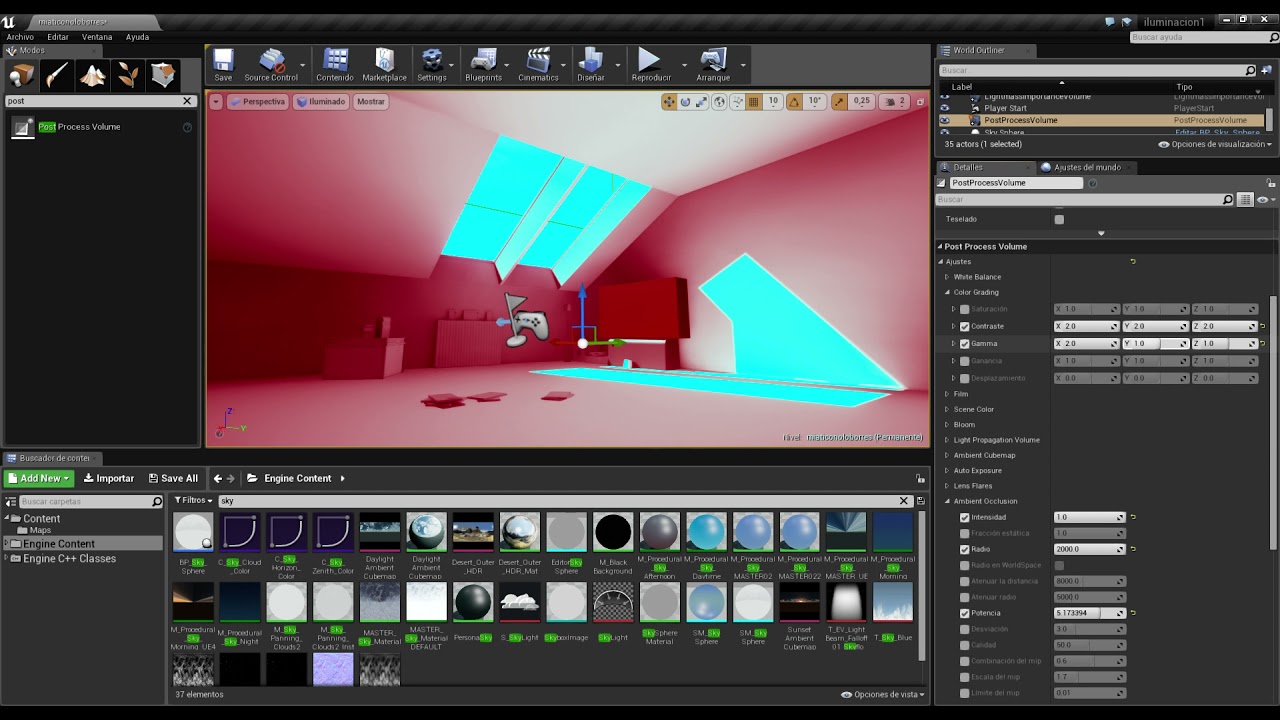 miaticonoloborres*
iluminacion1
Archivo Editar Ventana Ayuda
Buscar ayuda
Modes
World Outliner
post
Save Source Control Contenido Marketplace Settings Blueprints Cinematics Diseñar Reproducir Arranque
Buscar...
Label Tipo
LightmassImportanceVolume
Player Start PlayerStart
PostProcessVolume PostProcessVolume
Sky Sphere Editar BP_Sky_Sphere
35 actors (1 selected) Opciones de visualización
Perspectiva Iluminado Mostrar 10 10° 0,25 2
Post Process Volume
Detalles Ajustes del mundo
PostProcessVolume
Buscar
Teselado
Post Process Volume
Ajustes
White Balance
Color Grading
Saturación X 1.0 Y 1.0 Z 1.0
Contraste X 2.0 Y 2.0 Z 2.0
Gamma X 2.0 Y 1.0 Z 1.0
Ganancia X 1.0 Y 1.0 Z 1.0
Desplazamiento X 0.0 Y 0.0 Z 0.0
Film
Scene Color
Bloom
Light Propagation Volume
Ambient Cubemap
Auto Exposure
Lens Flares
Ambient Occlusion
Intensidad 1.0
Fracción estática 1.0
Radio 2000.0
Radio en WorldSpace
Atenuar la distancia 8000.0
Atenuar radio 5000.0
Potencia 5.173394
Desviación 3.0
Calidad 50.0
Combinación del mip 0.6
Escala del mip 1.7
Límite del mip 0.01
Z
Y
Nivel: miaticonoloborres (Permanente)
Buscador de conter
Add New Importar Save All Engine Content
Buscar carpetas
Filtros sky
Content
Maps
Engine Content
Engine C++ Classes
BP_Sky_Sphere
C_Sky_Cloud_Color
C_Sky_Horizon_Color
C_Sky_Zenith_Color
Daylight Ambient Cubemap
Daylight Ambient Cubemap
Desert_Outer_HDR
Desert_Outer_HDR_Mat
EditorSkySphere
M_Black Background
M_Procedural_Sky_Afternoon
M_Procedural_Sky_Daytime
M_Procedural_Sky_MASTER02
M_Procedural_Sky_MASTER022
M_Procedural_Sky_MASTER_UE
M_Procedural_Sky_Morning
M_Procedural_Sky_Morning_UE4
M_Procedural_Sky_Night
M_Sky_Panning_Clouds2
M_Sky_Panning_Clouds2_Inst
MASTER_Sky_Material
MASTER_Sky_Material DEFAULT
PersonaSky
S_SkyLight
SkyboxImage
SkyLight
SkySphere Material
SM_Sky Sphere
SM_Sky Sphere
Sunset Ambient Cubemap
T_EV_Light Beam_Falloff 01_Skyflo
T_Sky_Blue
37 elementos
Opciones de vista